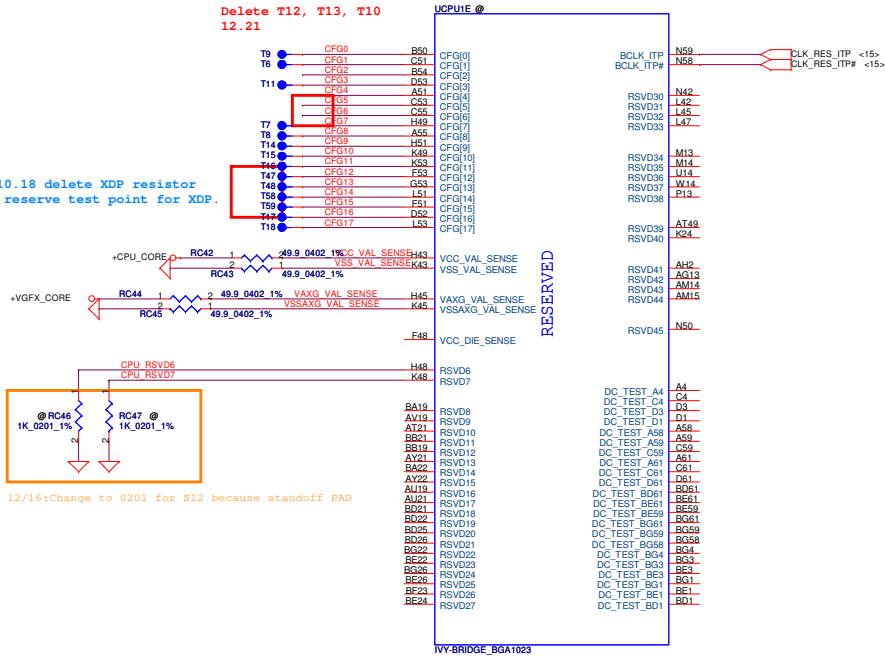 Delete T12, T13, T10
12.21
UCPU1E @
T9 CFG0 B50 CFG[0]
T6 CFG1 C51 CFG[1]
CFG2 B54 CFG[2]
T11 CFG3 D53 CFG[3]
CFG4 A51 CFG[4]
CFG5 C53 CFG[5]
CFG6 C55 CFG[6]
T7 CFG7 H49 CFG[7]
T8 CFG8 A55 CFG[8]
T14 CFG9 H51 CFG[9]
T15 CFG10 K49 CFG[10]
T16 CFG11 K53 CFG[11]
T47 CFG12 F53 CFG[12]
T48 CFG13 G53 CFG[13]
T58 CFG14 L51 CFG[14]
T59 CFG15 F51 CFG[15]
T17 CFG16 D52 CFG[16]
T18 CFG17 L53 CFG[17]
10.18 delete XDP resistor
reserve test point for XDP.
+CPU_CORE RC42 1 2 49.9_0402_1% VCC_VAL_SENSE H43 VCC_VAL_SENSE
RC43 2 1 49.9_0402_1% VSS_VAL_SENSE K43 VSS_VAL_SENSE
+VGFX_CORE RC44 1 2 49.9_0402_1% VAXG_VAL_SENSE H45 VAXG_VAL_SENSE
RC45 2 1 49.9_0402_1% VSSAXG_VAL_SENSE K45 VSSAXG_VAL_SENSE
F48 VCC_DIE_SENSE
CPU_RSVD6 H48 RSVD6
CPU_RSVD7 K48 RSVD7
1 1
@ RC46 RC47 @
1K_0201_1% 1K_0201_1%
2 2
12/16:Change to 0201 for SI2 because standoff PAD
BA19 RSVD8
AV19 RSVD9
AT21 RSVD10
BB21 RSVD11
BB19 RSVD12
AY21 RSVD13
BA22 RSVD14
AY22 RSVD15
AU19 RSVD16
AU21 RSVD17
BD21 RSVD18
BD22 RSVD19
BD25 RSVD20
BD26 RSVD21
BG22 RSVD22
BE22 RSVD23
BG26 RSVD24
BE26 RSVD25
BF23 RSVD26
BE24 RSVD27
RESERVED
BCLK_ITP N59 CLK_RES_ITP <15>
BCLK_ITP# N58 CLK_RES_ITP# <15>
RSVD30 N42
RSVD31 L42
RSVD32 L45
RSVD33 L47
RSVD34 M13
RSVD35 M14
RSVD36 U14
RSVD37 W14
RSVD38 P13
RSVD39 AT49
RSVD40 K24
RSVD41 AH2
RSVD42 AG13
RSVD43 AM14
RSVD44 AM15
RSVD45 N50
DC_TEST_A4 A4
DC_TEST_C4 C4
DC_TEST_D3 D3
DC_TEST_D1 D1
DC_TEST_A58 A58
DC_TEST_A59 A59
DC_TEST_C59 C59
DC_TEST_A61 A61
DC_TEST_C61 C61
DC_TEST_D61 D61
DC_TEST_BD61 BD61
DC_TEST_BE61 BE61
DC_TEST_BE59 BE59
DC_TEST_BG61 BG61
DC_TEST_BG59 BG59
DC_TEST_BG58 BG58
DC_TEST_BG4 BG4
DC_TEST_BG3 BG3
DC_TEST_BE3 BE3
DC_TEST_BG1 BG1
DC_TEST_BE1 BE1
DC_TEST_BD1 BD1
IVY-BRIDGE_BGA1023